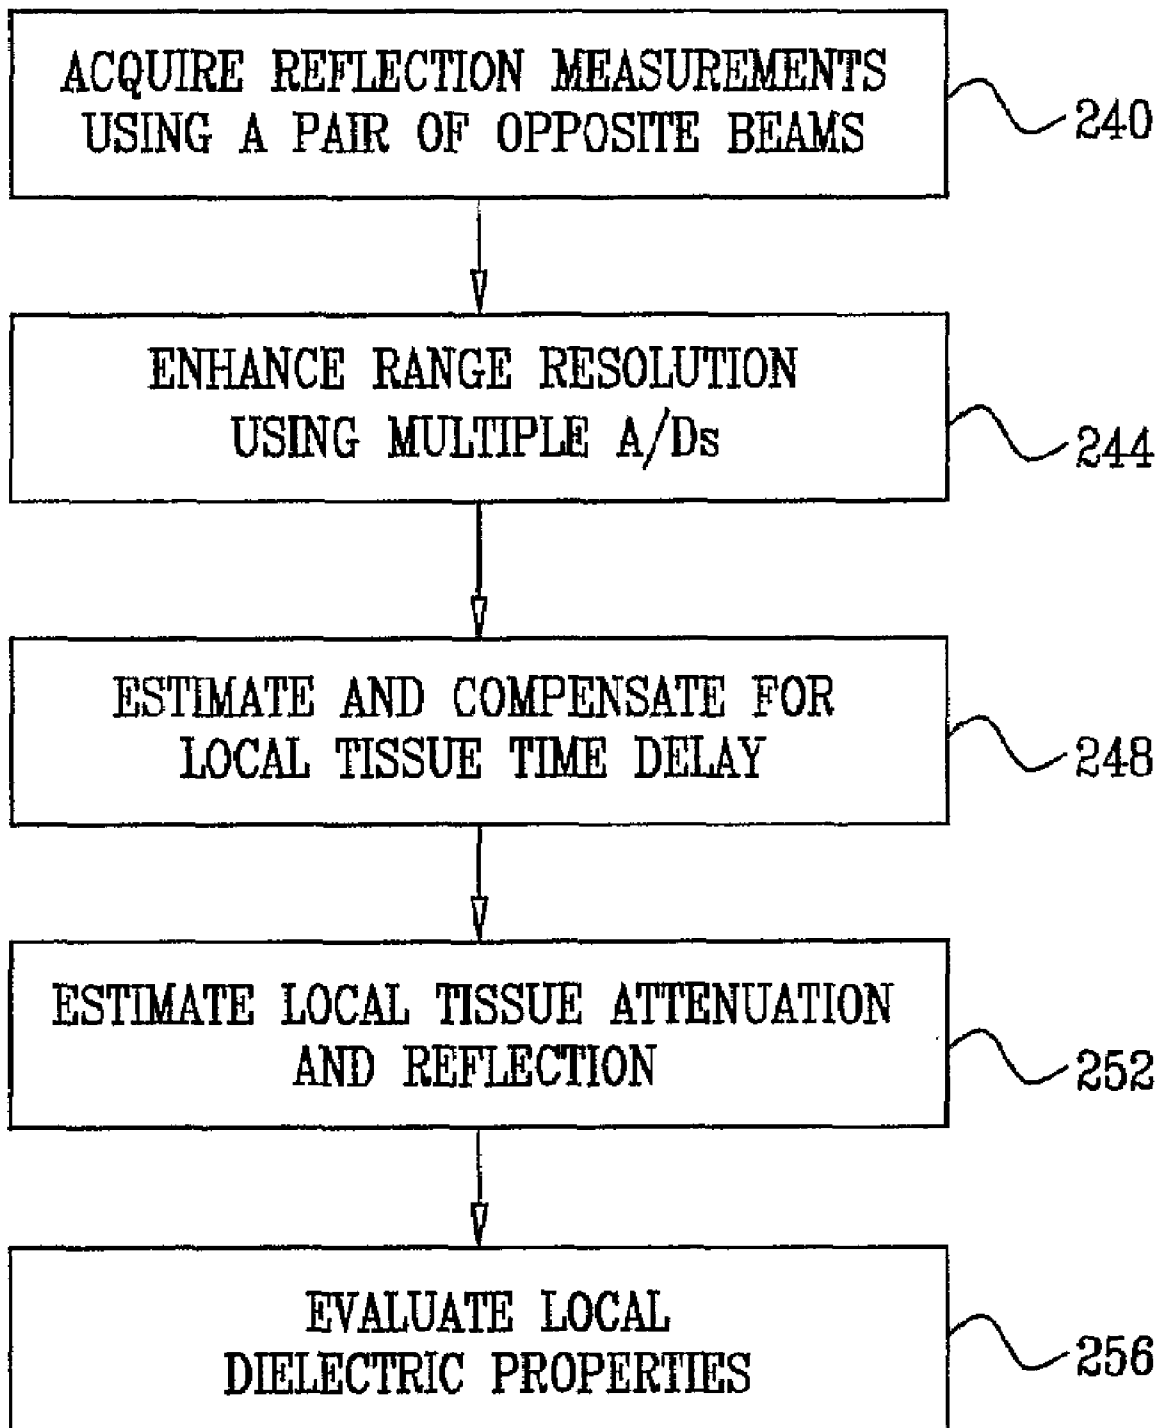 ACQUIRE REFLECTION MEASUREMENTS
USING A PAIR OF OPPOSITE BEAMS
240
ENHANCE RANGE RESOLUTION
USING MULTIPLE A/Ds
244
ESTIMATE AND COMPENSATE FOR
LOCAL TISSUE TIME DELAY
248
ESTIMATE LOCAL TISSUE ATTENUATION
AND REFLECTION
252
EVALUATE LOCAL
DIELECTRIC PROPERTIES
256